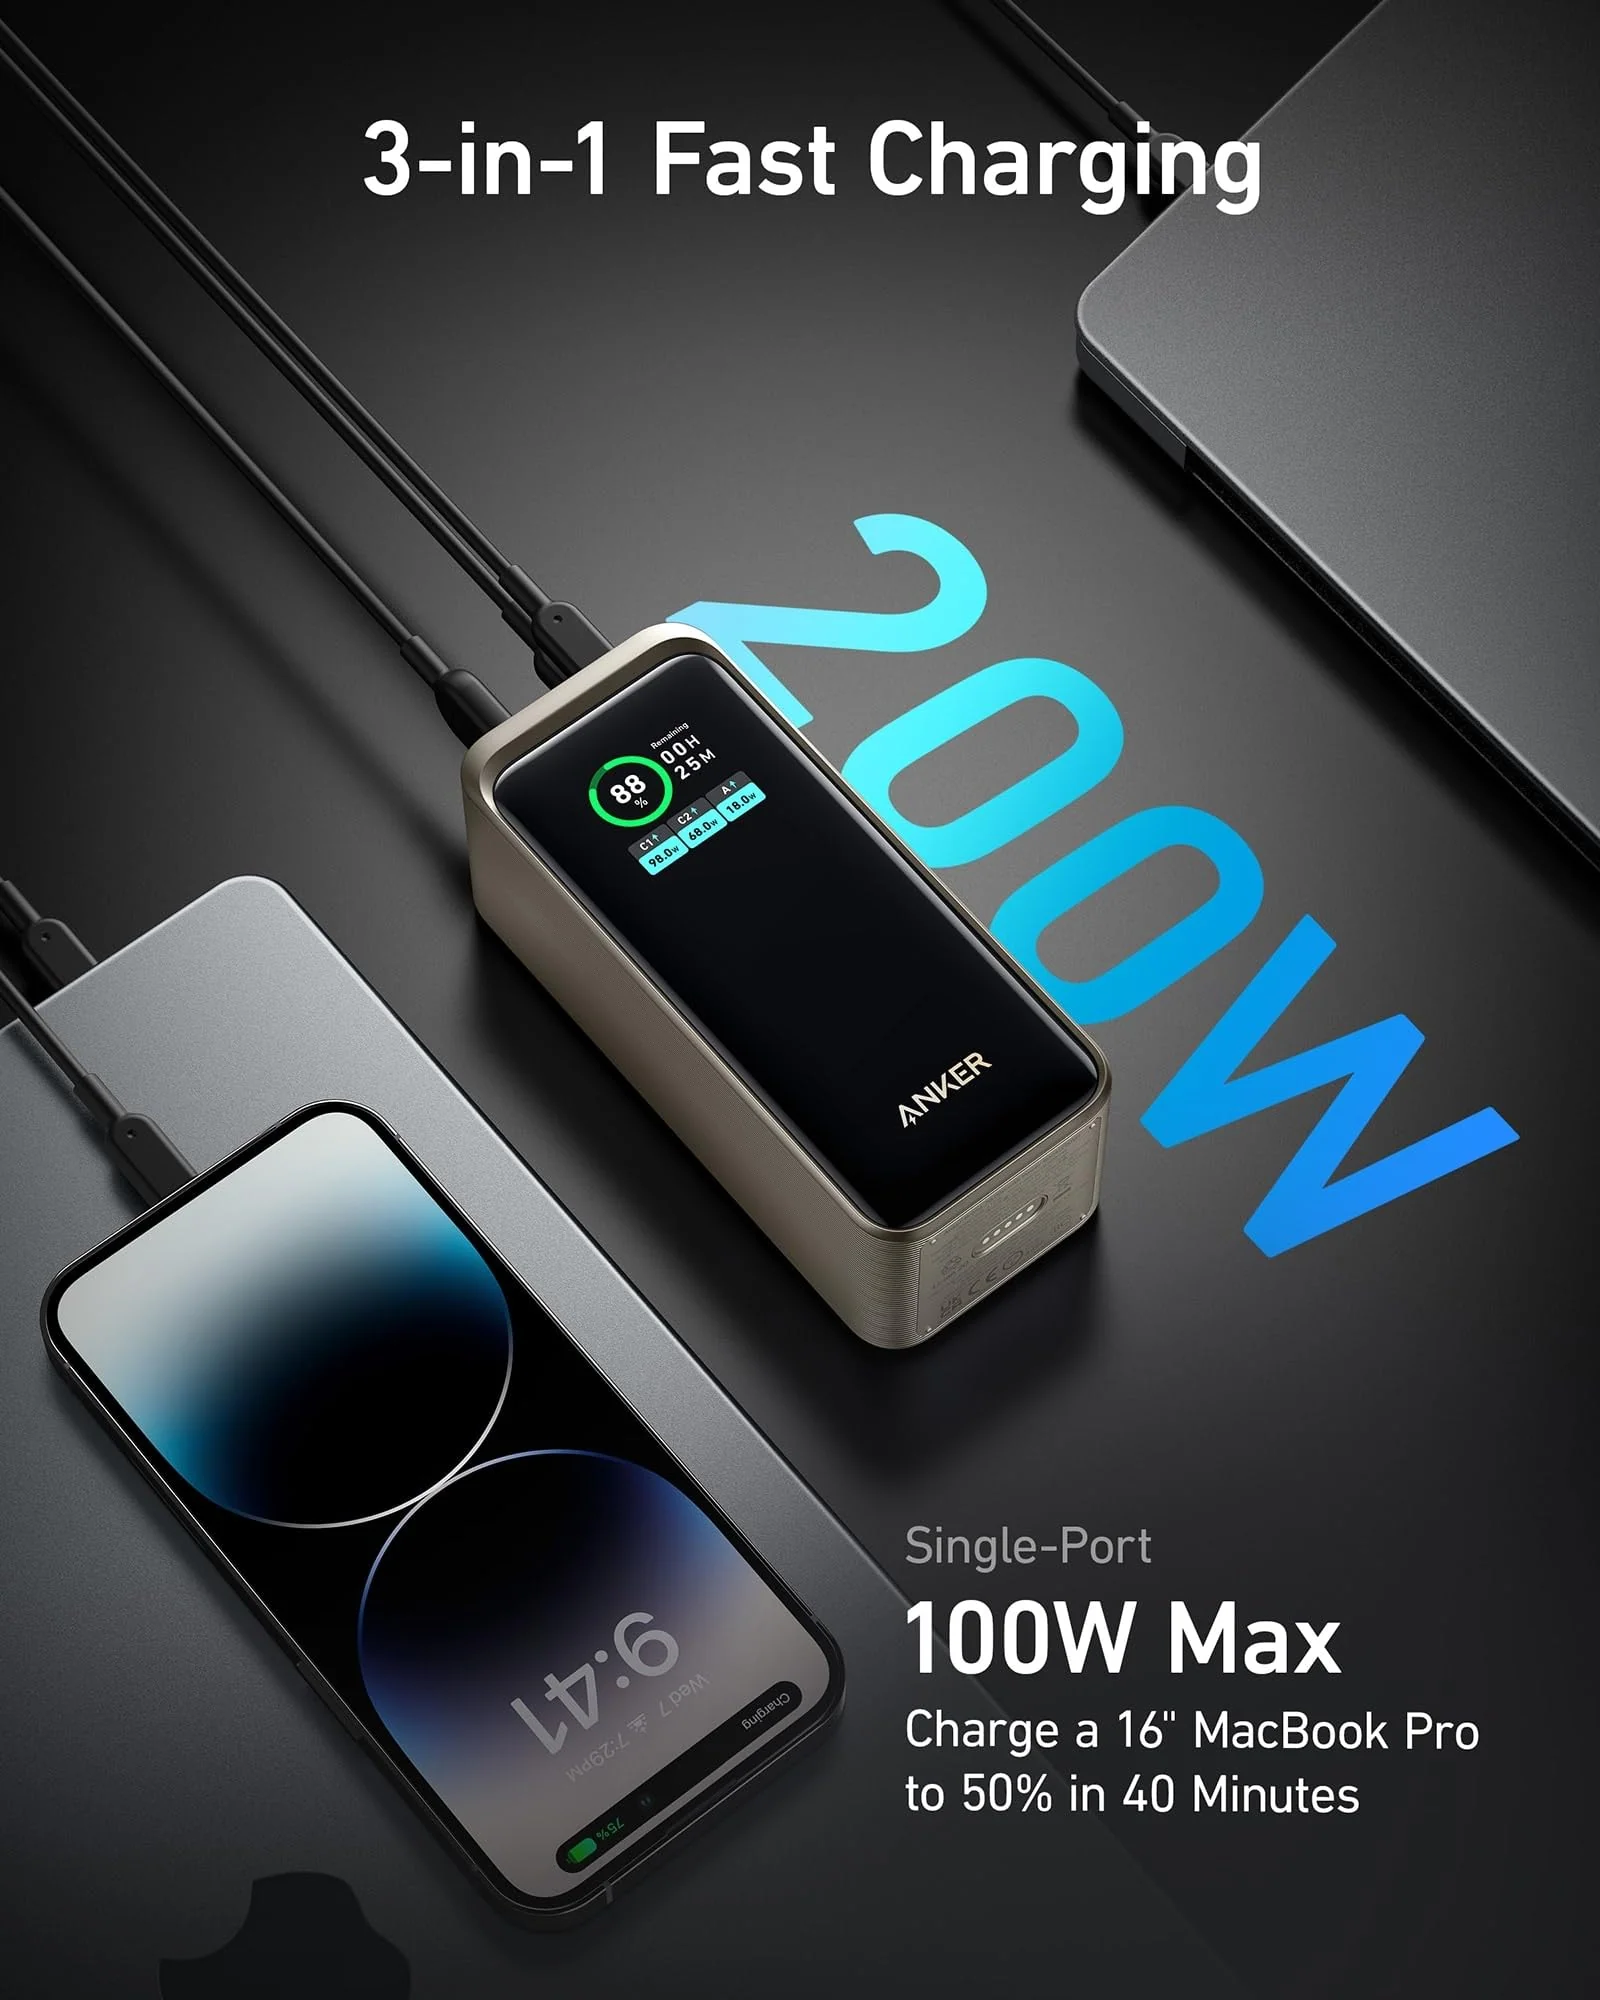 3-in-1 Fast Charging
200W
Remaining
88%
00H
25M
C1↑ C2↑ A↑
98.0w 68.0w 18.0w
ANKER
Single-Port
100W Max
Charge a 16" MacBook Pro
to 50% in 40 Minutes
Charging
75%
Wed 7 7:29PM
9:41